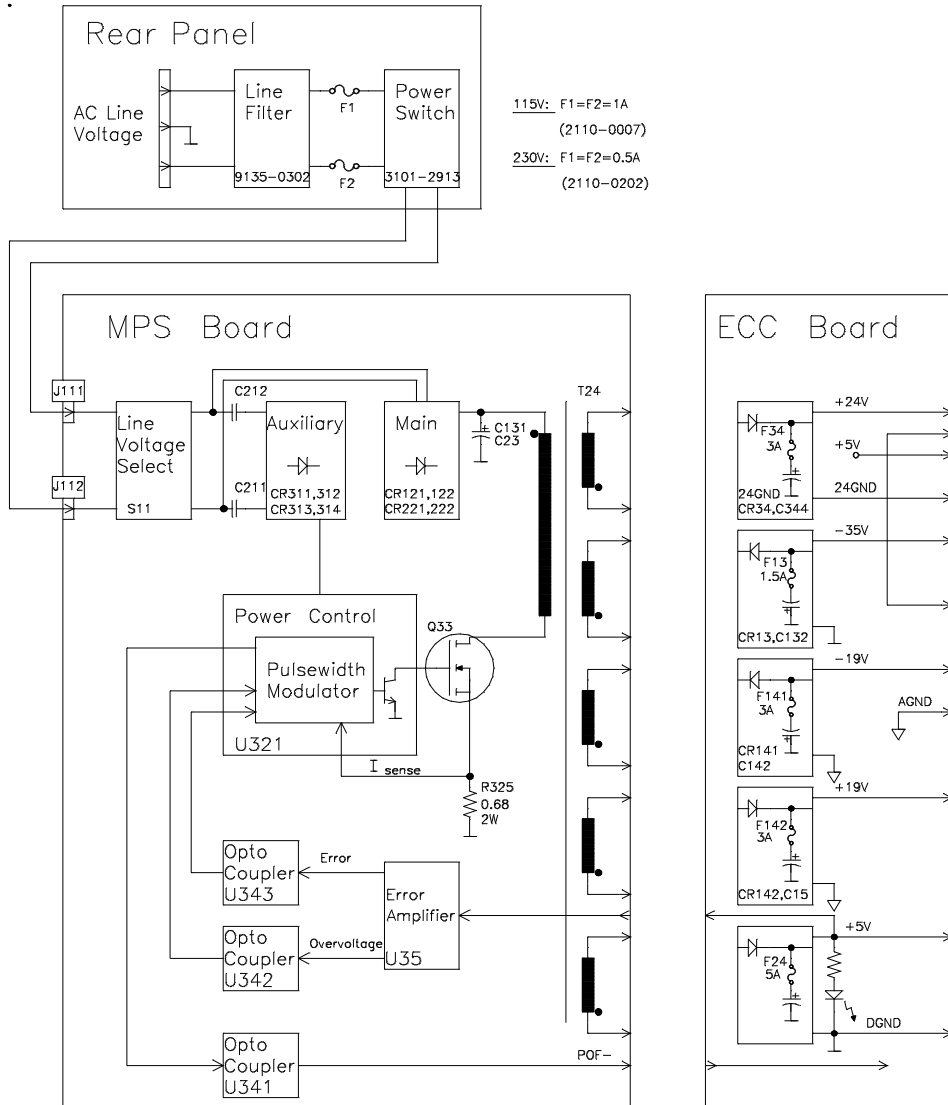 Rear Panel
AC Line
Voltage
Line
Filter
9135-0302
F1
F2
Power
Switch
3101-2913
115V: F1=F2=1A
(2110-0007)
230V: F1=F2=0.5A
(2110-0202)
MPS Board
J111
J112
Line
Voltage
Select
S11
C212
C211
Auxiliary
CR311,312
CR313,314
Main
CR121,122
CR221,222
C131
C23
T24
Power Control
Pulsewidth
Modulator
U321
Q33
I sense
R325
0.68
2W
Opto
Coupler
U343
Error
Opto
Coupler
U342
Overvoltage
Error
Amplifier
U35
Opto
Coupler
U341
POF-
ECC Board
F34
3A
24GND
CR34,C344
+24V
+5V
24GND
F13
1.5A
CR13,C132
-35V
F141
3A
CR141
C142
-19V
AGND
F142
3A
CR142,C15
+19V
F24
5A
+5V
DGND